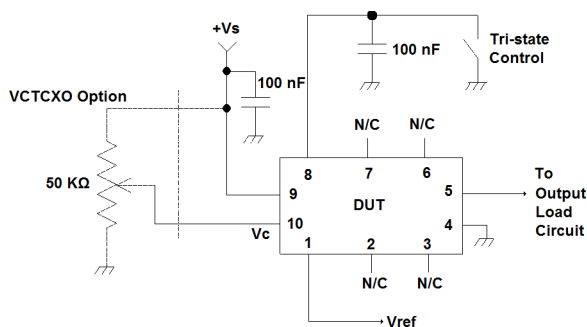 +Vs
100 nF
Tri-state
Control
100 nF
VCTCXO Option
N/C
N/C
50 KΩ
8
7
6
9
5
To
Output
Load
Circuit
DUT
10
4
Vc
1
2
3
N/C
N/C
Vref